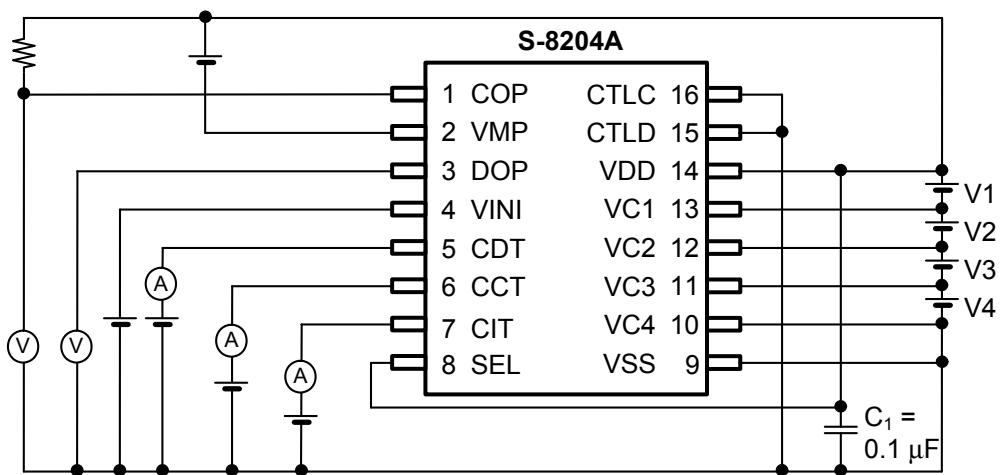 S-8204A
1 COP CTLC 16
2 VMP CTLD 15
3 DOP VDD 14
4 VINI VC1 13
5 CDT VC2 12
6 CCT VC3 11
7 CIT VC4 10
8 SEL VSS 9
V1
V2
V3
V4
A
A
A
V
V
C₁ =
0.1 μF